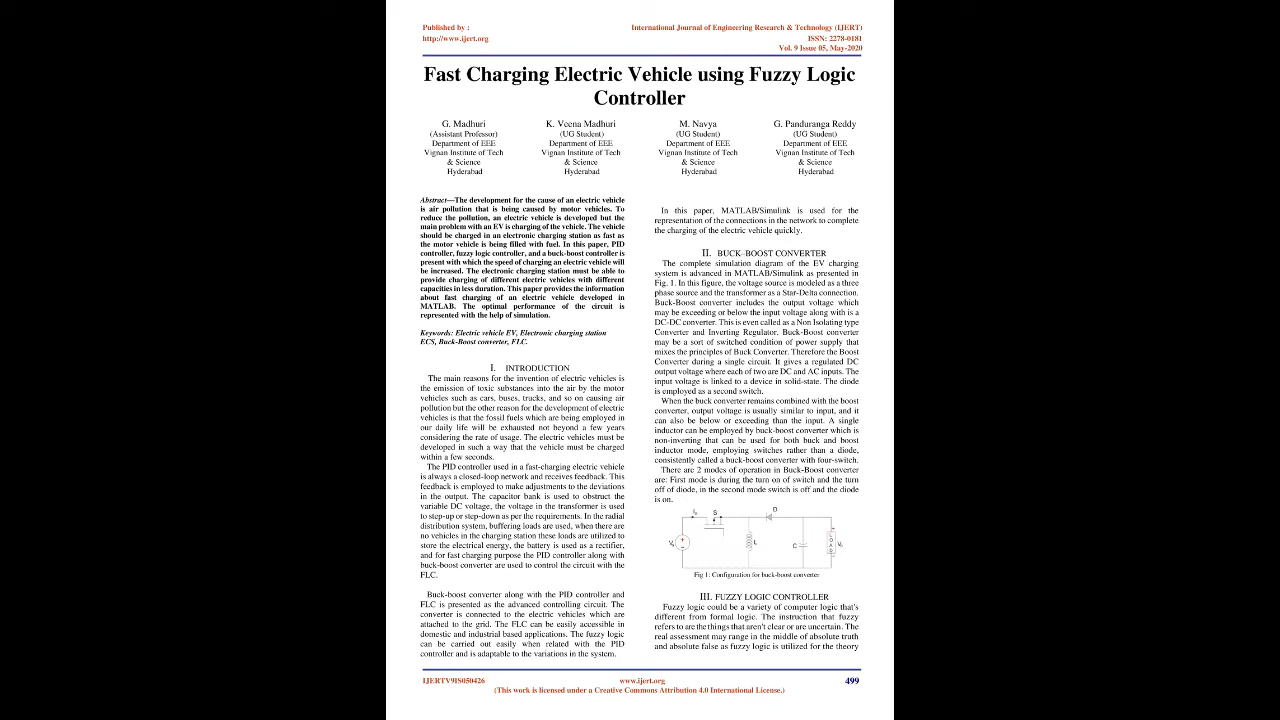 Published by :
http://www.ijert.org
International Journal of Engineering Research & Technology (IJERT)
ISSN: 2278-0181
Vol. 9 Issue 05, May-2020
Fast Charging Electric Vehicle using Fuzzy Logic
Controller
G. Madhuri
(Assistant Professor)
Department of EEE
Vignan Institute of Tech
& Science
Hyderabad
K. Veena Madhuri
(UG Student)
Department of EEE
Vignan Institute of Tech
& Science
Hyderabad
M. Navya
(UG Student)
Department of EEE
Vignan Institute of Tech
& Science
Hyderabad
G. Panduranga Reddy
(UG Student)
Department of EEE
Vignan Institute of Tech
& Science
Hyderabad
Abstract—The development for the cause of an electric vehicle
is air pollution that is being caused by motor vehicles. To
reduce the pollution, an electric vehicle is developed but the
main problem with an EV is charging of the vehicle. The vehicle
should be charged in an electronic charging station as fast as
the motor vehicle is being filled with fuel. In this paper, PID
controller, fuzzy logic controller, and a buck-boost controller is
present with which the speed of charging an electric vehicle will
be increased. The electronic charging station must be able to
provide charging of different electric vehicles with different
capacities in less duration. This paper provides the information
about fast charging of an electric vehicle developed in
MATLAB. The optimal performance of the circuit is
represented with the help of simulation.
Keywords: Electric vehicle EV, Electronic charging station
ECS, Buck-Boost converter, FLC.
I. INTRODUCTION
The main reasons for the invention of electric vehicles is
the emission of toxic substances into the air by the motor
vehicles such as cars, buses, trucks, and so on causing air
pollution but the other reason for the development of electric
vehicles is that the fossil fuels which are being employed in
our daily life will be exhausted not beyond a few years
considering the rate of usage. The electric vehicles must be
developed in such a way that the vehicle must be charged
within a few seconds.
The PID controller used in a fast-charging electric vehicle
is always a closed-loop network and receives feedback. This
feedback is employed to make adjustments to the deviations
in the output. The capacitor bank is used to obstruct the
variable DC voltage, the voltage in the transformer is used
to step-up or step-down as per the requirements. In the radial
distribution system, buffering loads are used, when there are
no vehicles in the charging station these loads are utilized to
store the electrical energy, the battery is used as a rectifier,
and for fast charging purpose the PID controller along with
buck-boost converter are used to control the circuit with the
FLC.
Buck-boost converter along with the PID controller and
FLC is presented as the advanced controlling circuit. The
converter is connected to the electric vehicles which are
attached to the grid. The FLC can be easily accessible in
domestic and industrial based applications. The fuzzy logic
can be carried out easily when related with the PID
controller and is adaptable to the variations in the system.
In this paper, MATLAB/Simulink is used for the
representation of the connections in the network to complete
the charging of the electric vehicle quickly.
II. BUCK–BOOST CONVERTER
The complete simulation diagram of the EV charging
system is advanced in MATLAB/Simulink as presented in
Fig. 1. In this figure, the voltage source is modeled as a three
phase source and the transformer as a Star-Delta connection.
Buck-Boost converter includes the output voltage which
may be exceeding or below the input voltage along with is a
DC-DC converter. This is even called as a Non Isolating type
Converter and Inverting Regulator. Buck-Boost converter
may be a sort of switched condition of power supply that
mixes the principles of Buck Converter. Therefore the Boost
Converter during a single circuit. It gives a regulated DC
output voltage where each of two are DC and AC inputs. The
input voltage is linked to a device in solid-state. The diode
is employed as a second switch.
When the buck converter remains combined with the boost
converter, output voltage is usually similar to input, and it
can also be below or exceeding than the input. A single
inductor can be employed by buck-boost converter which is
non-inverting that can be used for both buck and boost
inductor mode, employing switches rather than a diode,
consistently called a buck-boost converter with four-switch.
There are 2 modes of operation in Buck-Boost converter
are: First mode is during the turn on of switch and the turn
off of diode, in the second mode switch is off and the diode
is on.
S
D
L
C
LOAD
Fig 1: Configuration for buck-boost converter
III. FUZZY LOGIC CONTROLLER
Fuzzy logic could be a variety of computer logic that's
different from formal logic. The instruction that fuzzy
refers to are the things that aren't clear or are uncertain. The
real assessment may range in the middle of absolute truth
and absolute false as fuzzy logic is utilized for the theory
IJERTV9IS050426
www.ijert.org
499
(This work is licensed under a Creative Commons Attribution 4.0 International License.)